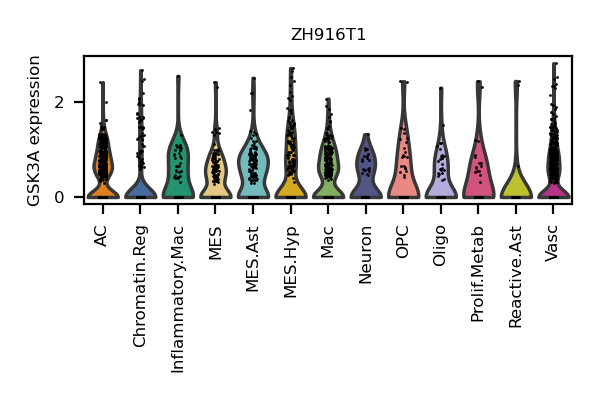 ZH916T1
GSK3A expression
2
0
AC
Chromatin.Reg
Inflammatory.Mac
MES
MES.Ast
MES.Hyp
Mac
Neuron
OPC
Oligo
Prolif.Metab
Reactive.Ast
Vasc